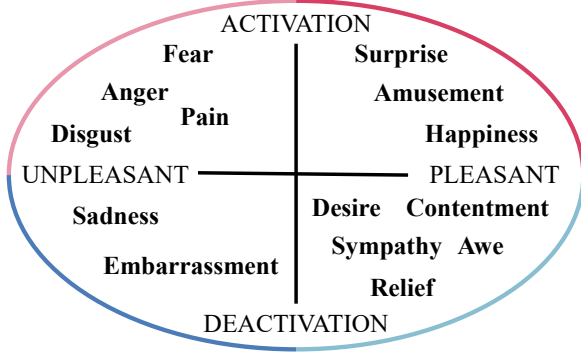 ACTIVATION
Fear
Surprise
Anger
Amusement
Pain
Disgust
Happiness
UNPLEASANT
PLEASANT
Sadness
Desire
Contentment
Sympathy
Awe
Embarrassment
Relief
DEACTIVATION